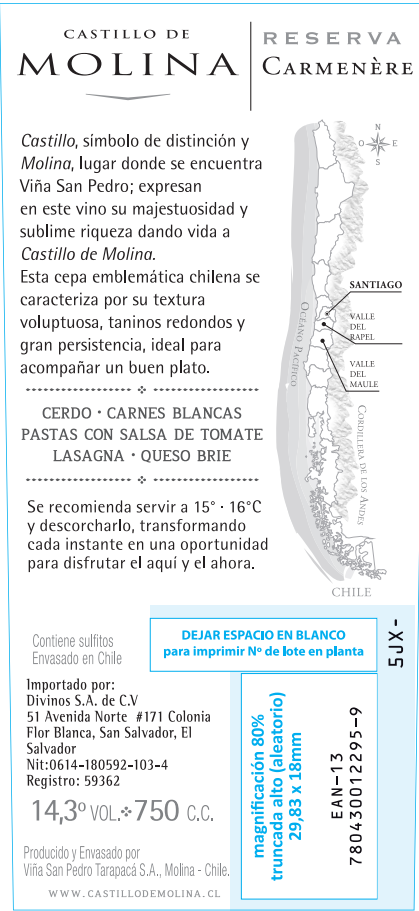 CASTILLO DE
MOLINA
RESERVA
CARMENÈRE
Castillo, símbolo de distinción y
Molina, lugar donde se encuentra
Viña San Pedro; expresan
en este vino su majestuosidad y
sublime riqueza dando vida a
Castillo de Molina.
Esta cepa emblemática chilena se
caracteriza por su textura
voluptuosa, taninos redondos y
gran persistencia, ideal para
acompañar un buen plato.
CERDO · CARNES BLANCAS
PASTAS CON SALSA DE TOMATE
LASAGNA · QUESO BRIE
Se recomienda servir a 15° · 16°C
y descorcharlo, transformando
cada instante en una oportunidad
para disfrutar el aquí y el ahora.
N
O E
S
SANTIAGO
VALLE
DEL
RAPEL
VALLE
DEL
MAULE
OCÉANO PACÍFICO
CORDILLERA DE LOS ANDES
CHILE
Contiene sulfitos
Envasado en Chile
DEJAR ESPACIO EN BLANCO
para imprimir Nº de lote en planta
5JX-
Importado por:
Divinos S.A. de C.V
51 Avenida Norte #171 Colonia
Flor Blanca, San Salvador, El
Salvador
Nit:0614-180592-103-4
Registro: 59362
14,3º VOL.750 C.C.
Producido y Envasado por
Viña San Pedro Tarapacá S.A., Molina - Chile.
WWW.CASTILLODEMOLINA.CL
magnificación 80%
truncada alto (aleatorio)
29,83 x 18mm
EAN-13
780430012295-9